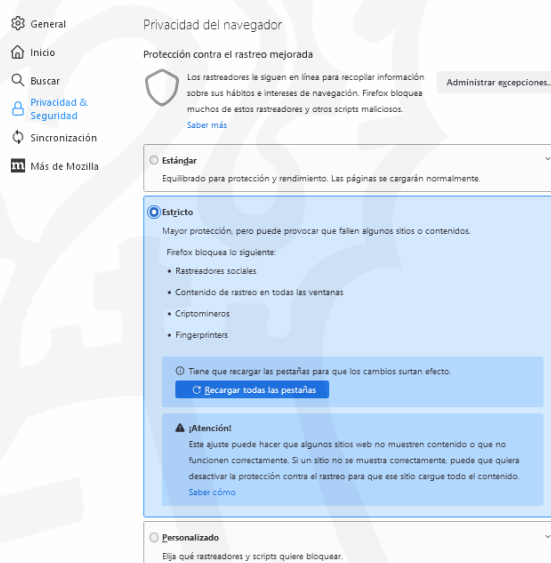 General
Inicio
Buscar
Privacidad &
Seguridad
Sincronización
m Más de Mozilla
Privacidad del navegador
Protección contra el rastreo mejorada
Los rastreadores le siguen en línea para recopilar información
sobre sus hábitos e intereses de navegación. Firefox bloquea
muchos de estos rastreadores y otros scripts maliciosos.
Saber más
Administrar excepciones...
Estándar
Equilibrado para protección y rendimiento. Las páginas se cargarán normalmente.
Estricto
Mayor protección, pero puede provocar que fallen algunos sitios o contenidos.
Firefox bloquea lo siguiente:
• Rastreadores sociales
• Contenido de rastreo en todas las ventanas
• Criptomineros
• Fingerprinters
Tiene que recargar las pestañas para que los cambios surtan efecto.
Recargar todas las pestañas
¡Atención!
Este ajuste puede hacer que algunos sitios web no muestren contenido o que no
funcionen correctamente. Si un sitio no se muestra correctamente, puede que quiera
desactivar la protección contra el rastreo para que ese sitio cargue todo el contenido.
Saber cómo
Personalizado
Elija qué rastreadores y scripts quiere bloquear.